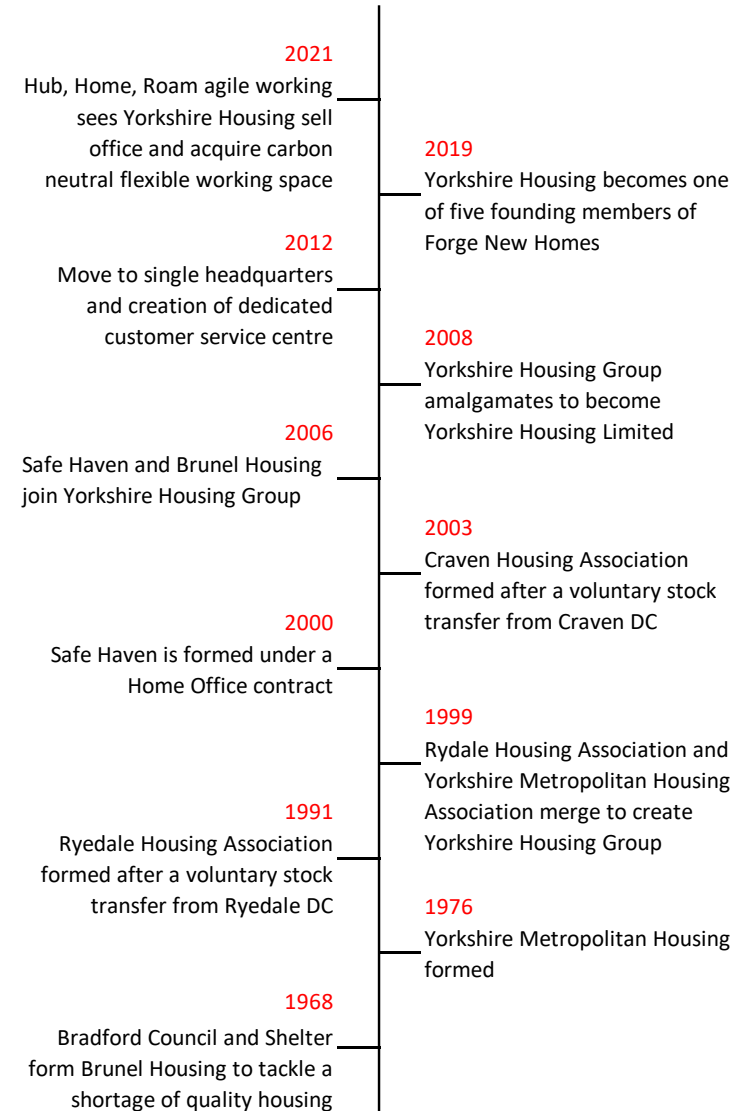 2021
Hub, Home, Roam agile working
sees Yorkshire Housing sell
office and acquire carbon
neutral flexible working space
2019
Yorkshire Housing becomes one
of five founding members of
Forge New Homes
2012
Move to single headquarters
and creation of dedicated
customer service centre
2008
Yorkshire Housing Group
amalgamates to become
Yorkshire Housing Limited
2006
Safe Haven and Brunel Housing
join Yorkshire Housing Group
2003
Craven Housing Association
formed after a voluntary stock
transfer from Craven DC
2000
Safe Haven is formed under a
Home Office contract
1999
Rydale Housing Association and
Yorkshire Metropolitan Housing
Association merge to create
Yorkshire Housing Group
1991
Ryedale Housing Association
formed after a voluntary stock
transfer from Ryedale DC
1976
Yorkshire Metropolitan Housing
formed
1968
Bradford Council and Shelter
form Brunel Housing to tackle a
shortage of quality housing